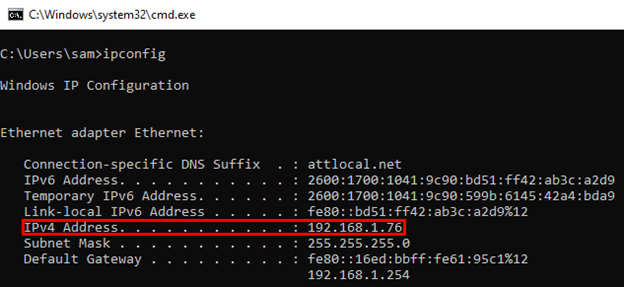 C:\Windows\system32\cmd.exe
C:\Users\sam>ipconfig
Windows IP Configuration
Ethernet adapter Ethernet:
Connection-specific DNS Suffix  . : attlocal.net
IPv6 Address. . . . . . . . . . . : 2600:1700:1041:9c90:bd51:ff42:ab3c:a2d9
Temporary IPv6 Address. . . . . . : 2600:1700:1041:9c90:599b:6145:42a4:bda9
Link-local IPv6 Address . . . . . : fe80::bd51:ff42:ab3c:a2d9%12
IPv4 Address. . . . . . . . . . . : 192.168.1.76
Subnet Mask . . . . . . . . . . . : 255.255.255.0
Default Gateway . . . . . . . . . : fe80::16ed:bbff:fe61:95c1%12
192.168.1.254